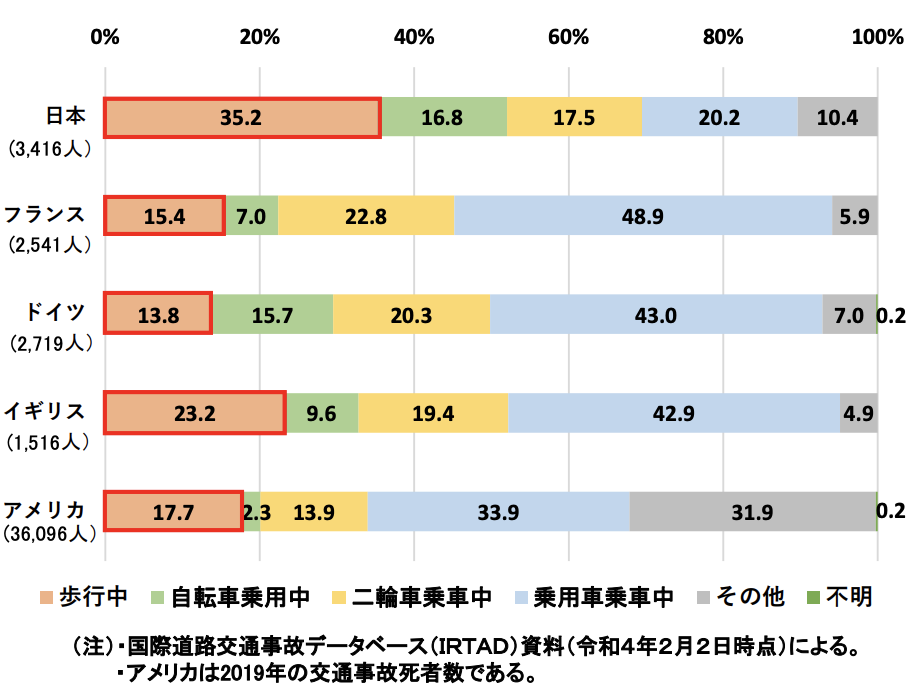 0% 20% 40% 60% 80% 100%
日本 35.2 16.8 17.5 20.2 10.4
(3,416人)
フランス 15.4 7.0 22.8 48.9 5.9
(2,541人)
ドイツ 13.8 15.7 20.3 43.0 7.0 0.2
(2,719人)
イギリス 23.2 9.6 19.4 42.9 4.9
(1,516人)
アメリカ 17.7 2.3 13.9 33.9 31.9 0.2
(36,096人)
歩行中 自転車乗用中 二輪車乗車中 乗用車乗車中 その他 不明
(注)・国際道路交通事故データベース(IRTAD)資料(令和4年2月2日時点)による。
・アメリカは2019年の交通事故死者数である。